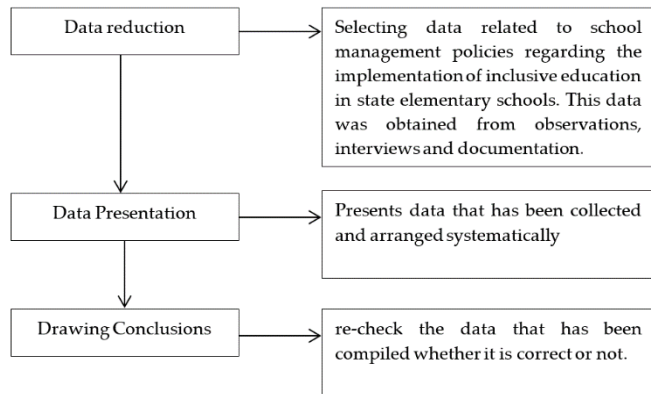 Data reduction
Selecting data related to school
management policies regarding the
implementation of inclusive education
in state elementary schools. This data
was obtained from observations,
interviews and documentation.
Data Presentation
Presents data that has been collected
and arranged systematically
Drawing Conclusions
re-check the data that has been
compiled whether it is correct or not.